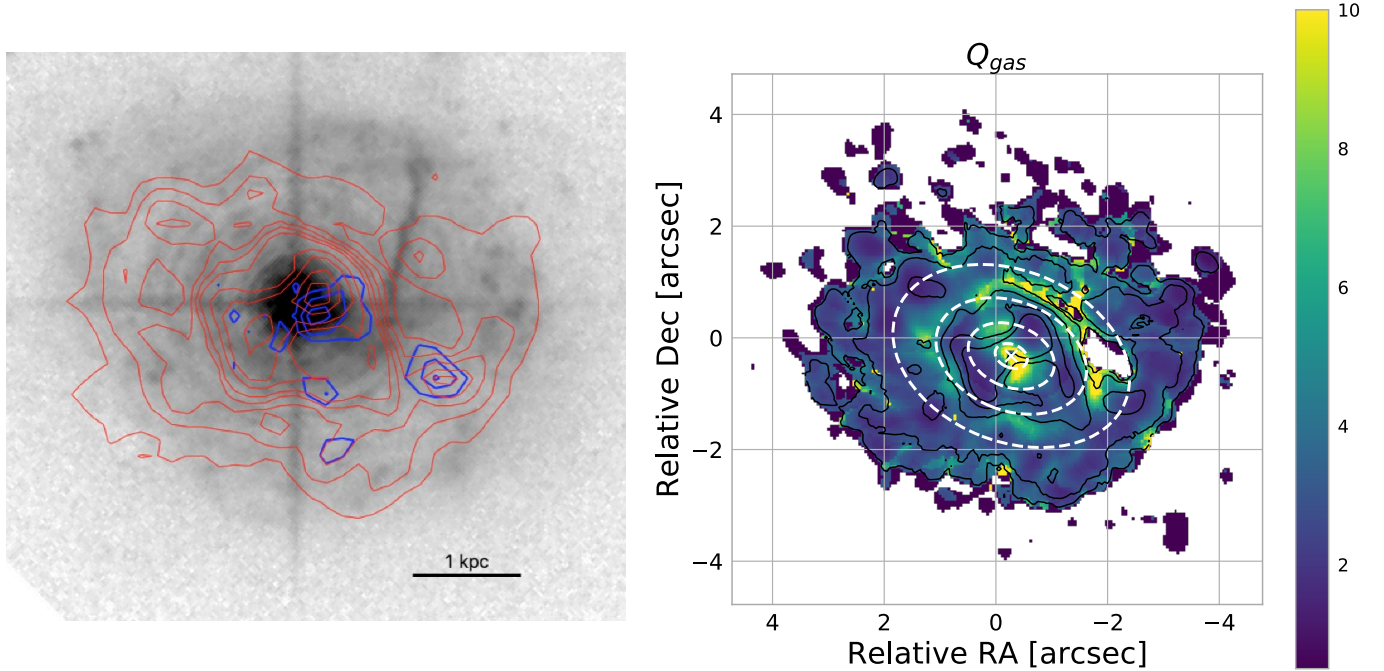 1 kpc
Q_gas
Relative Dec [arcsec]
4
2
0
−2
−4
4 2 0 −2 −4
Relative RA [arcsec]
10
8
6
4
2